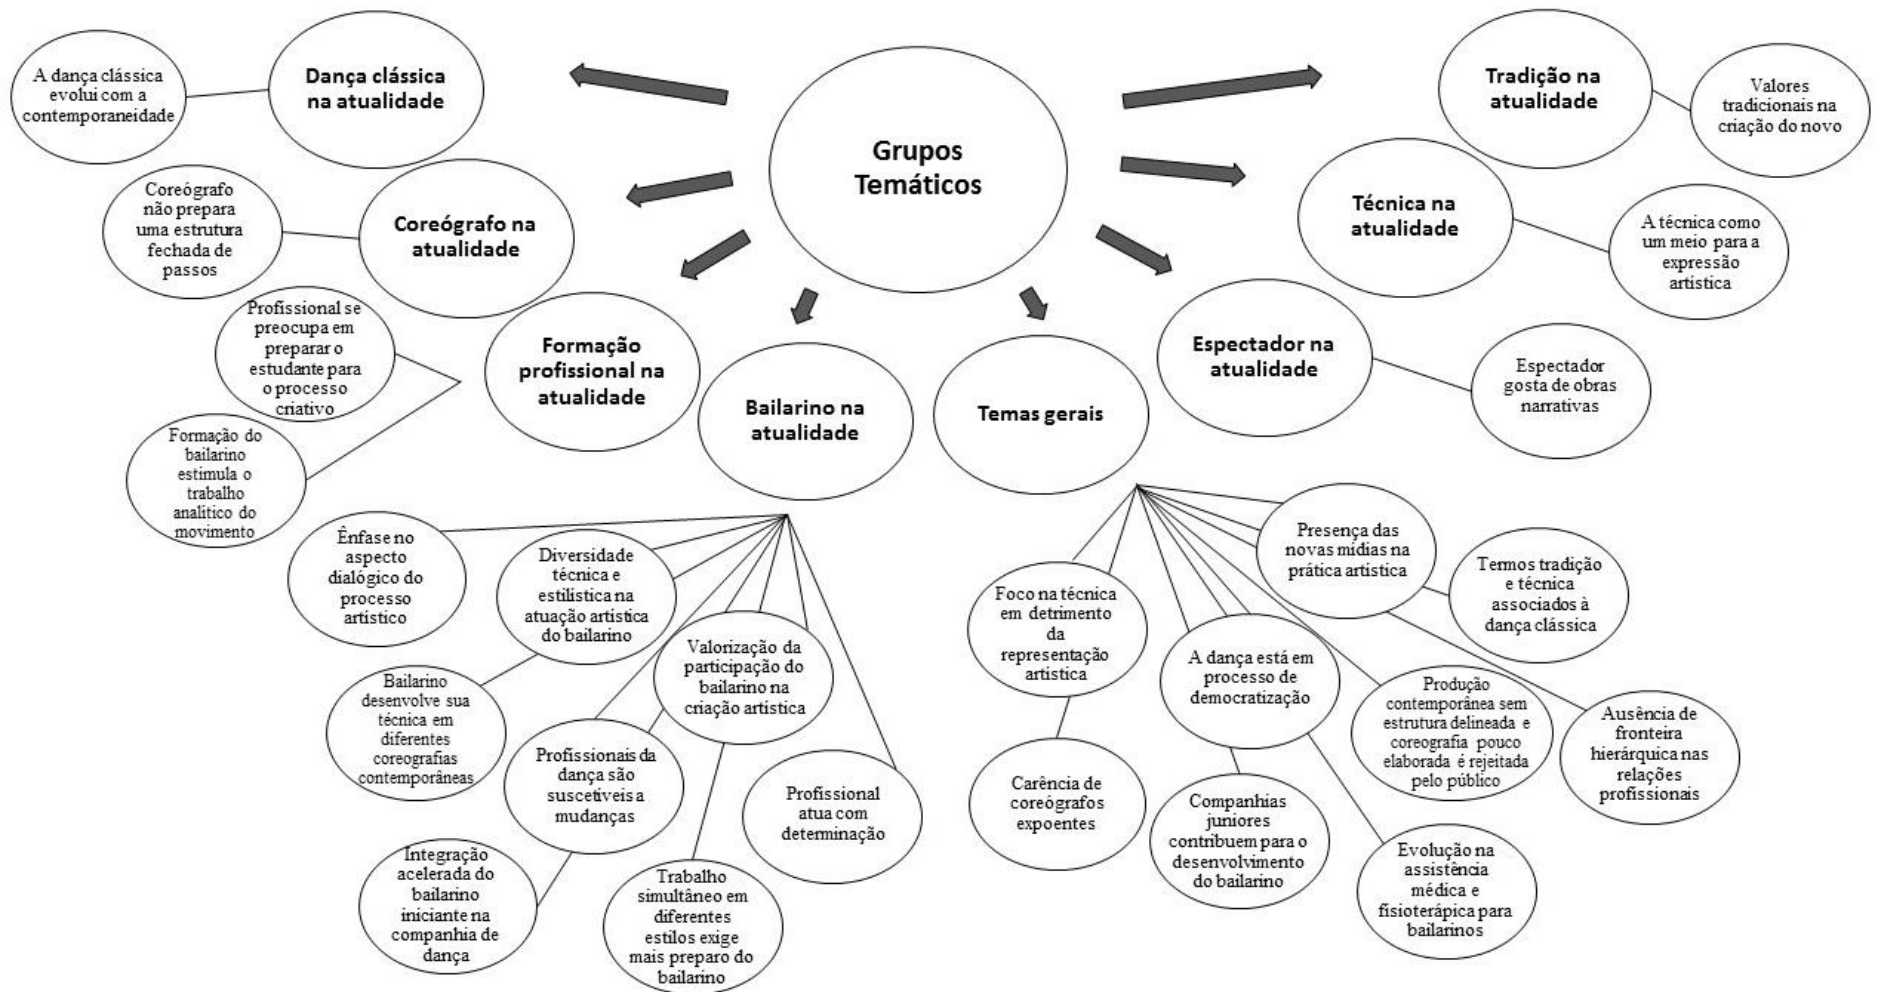 Grupos
Temáticos
Dança clássica
na atualidade
A dança clássica
evolui com a
contemporaneidade
Coreógrafo na
atualidade
Coreógrafo
não prepara
uma estrutura
fechada de
passos
Formação
profissional na
atualidade
Profissional se
preocupa em
preparar o
estudante para
o processo
criativo
Formação do
bailarino
estimula o
trabalho
analítico do
movimento
Bailarino na
atualidade
Ênfase no
aspecto
dialógico do
processo
artístico
Diversidade
técnica e
estilística na
atuação artística
do bailarino
Bailarino
desenvolve sua
técnica em
diferentes
coreografias
contemporâneas
Valorização da
participação do
bailarino na
criação artística
Profissionais da
dança são
suscetíveis a
mudanças
Integração
acelerada do
bailarino
iniciante na
companhia de
dança
Trabalho
simultâneo em
diferentes
estilos exige
mais preparo do
bailarino
Profissional
atua com
determinação
Temas gerais
Foco na técnica
em detrimento
da
representação
artística
Carência de
coreógrafos
expoentes
A dança está em
processo de
democratização
Companhias
juniores
contribuem para o
desenvolvimento
do bailarino
Evolução na
assistência
médica e
fisioterápica para
bailarinos
Produção
contemporânea sem
estrutura delineada e
coreografia pouco
elaborada é rejeitada
pelo público
Presença das
novas mídias na
prática artística
Ausência de
fronteira
hierárquica nas
relações
profissionais
Termos tradição
e técnica
associados à
dança clássica
Espectador na
atualidade
Espectador
gosta de obras
narrativas
Técnica na
atualidade
A técnica como
um meio para a
expressão
artística
Tradição na
atualidade
Valores
tradicionais na
criação do novo